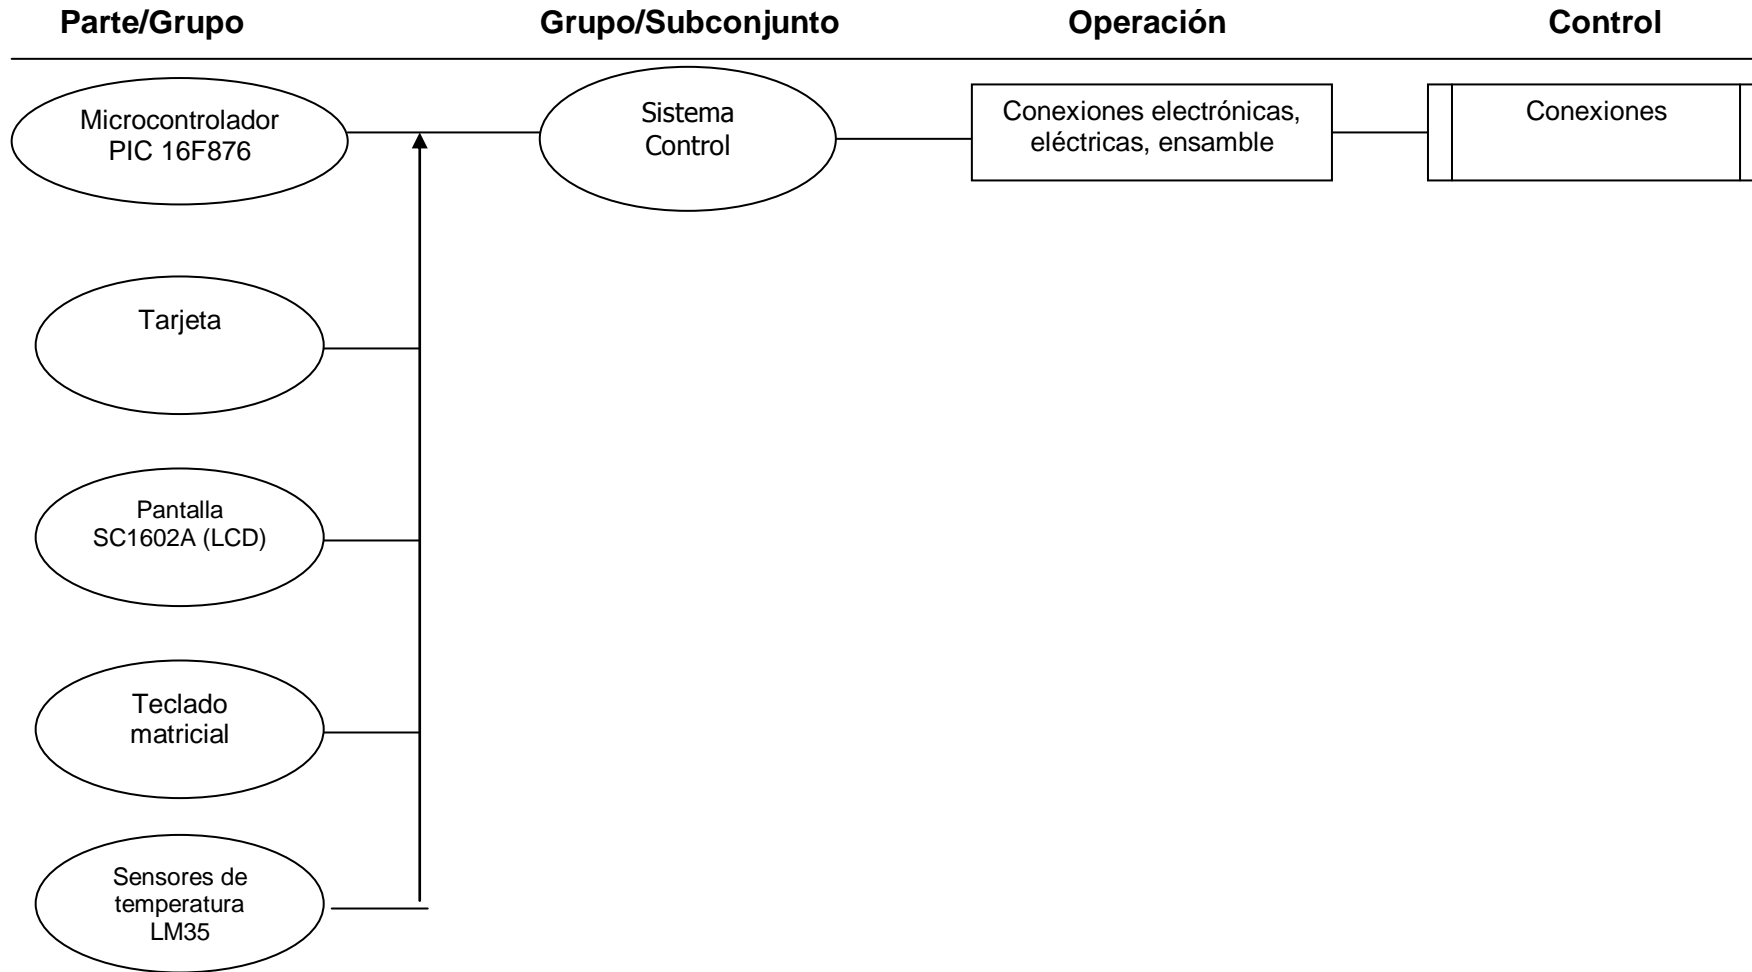 Parte/Grupo Grupo/Subconjunto Operación Control
Microcontrolador
PIC 16F876
Sistema
Control
Conexiones electrónicas,
eléctricas, ensamble
Conexiones
Tarjeta
Pantalla
SC1602A (LCD)
Teclado
matricial
Sensores de
temperatura
LM35